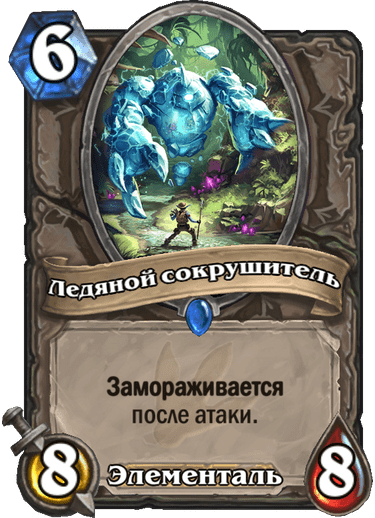 6
Ледяной сокрушитель
Замораживается
после атаки.
8
Элементаль
8